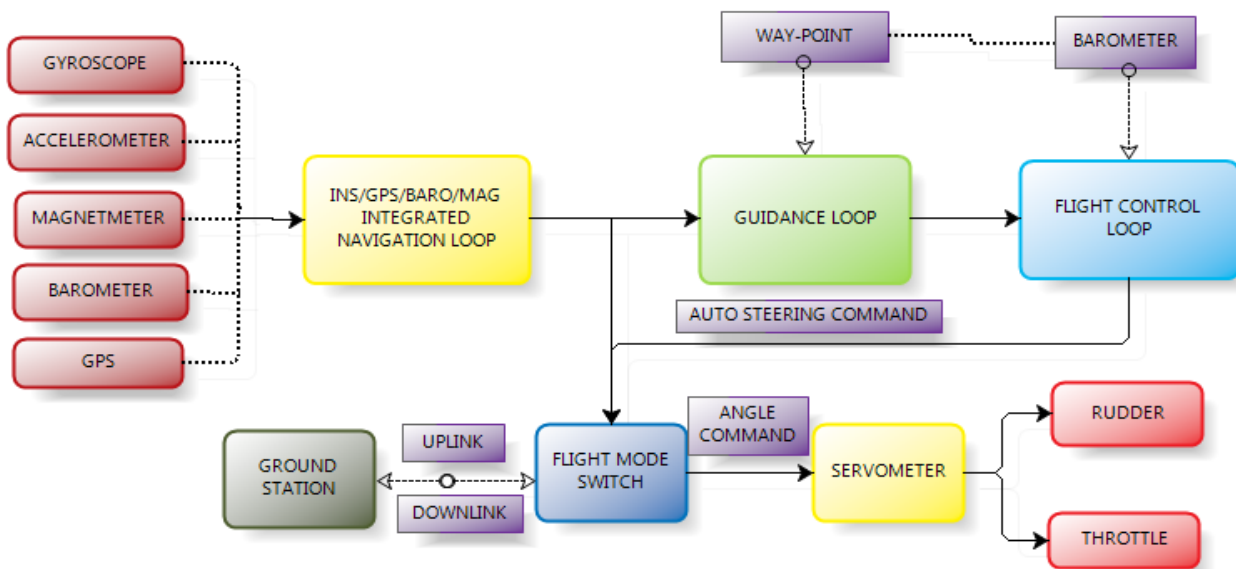 GYROSCOPE
ACCELEROMETER
MAGNETMETER
BAROMETER
GPS
INS/GPS/BARO/MAG
INTEGRATED
NAVIGATION LOOP
WAY-POINT
BAROMETER
GUIDANCE LOOP
FLIGHT CONTROL
LOOP
AUTO STEERING COMMAND
GROUND
STATION
UPLINK
DOWNLINK
FLIGHT MODE
SWITCH
ANGLE
COMMAND
SERVOMETER
RUDDER
THROTTLE